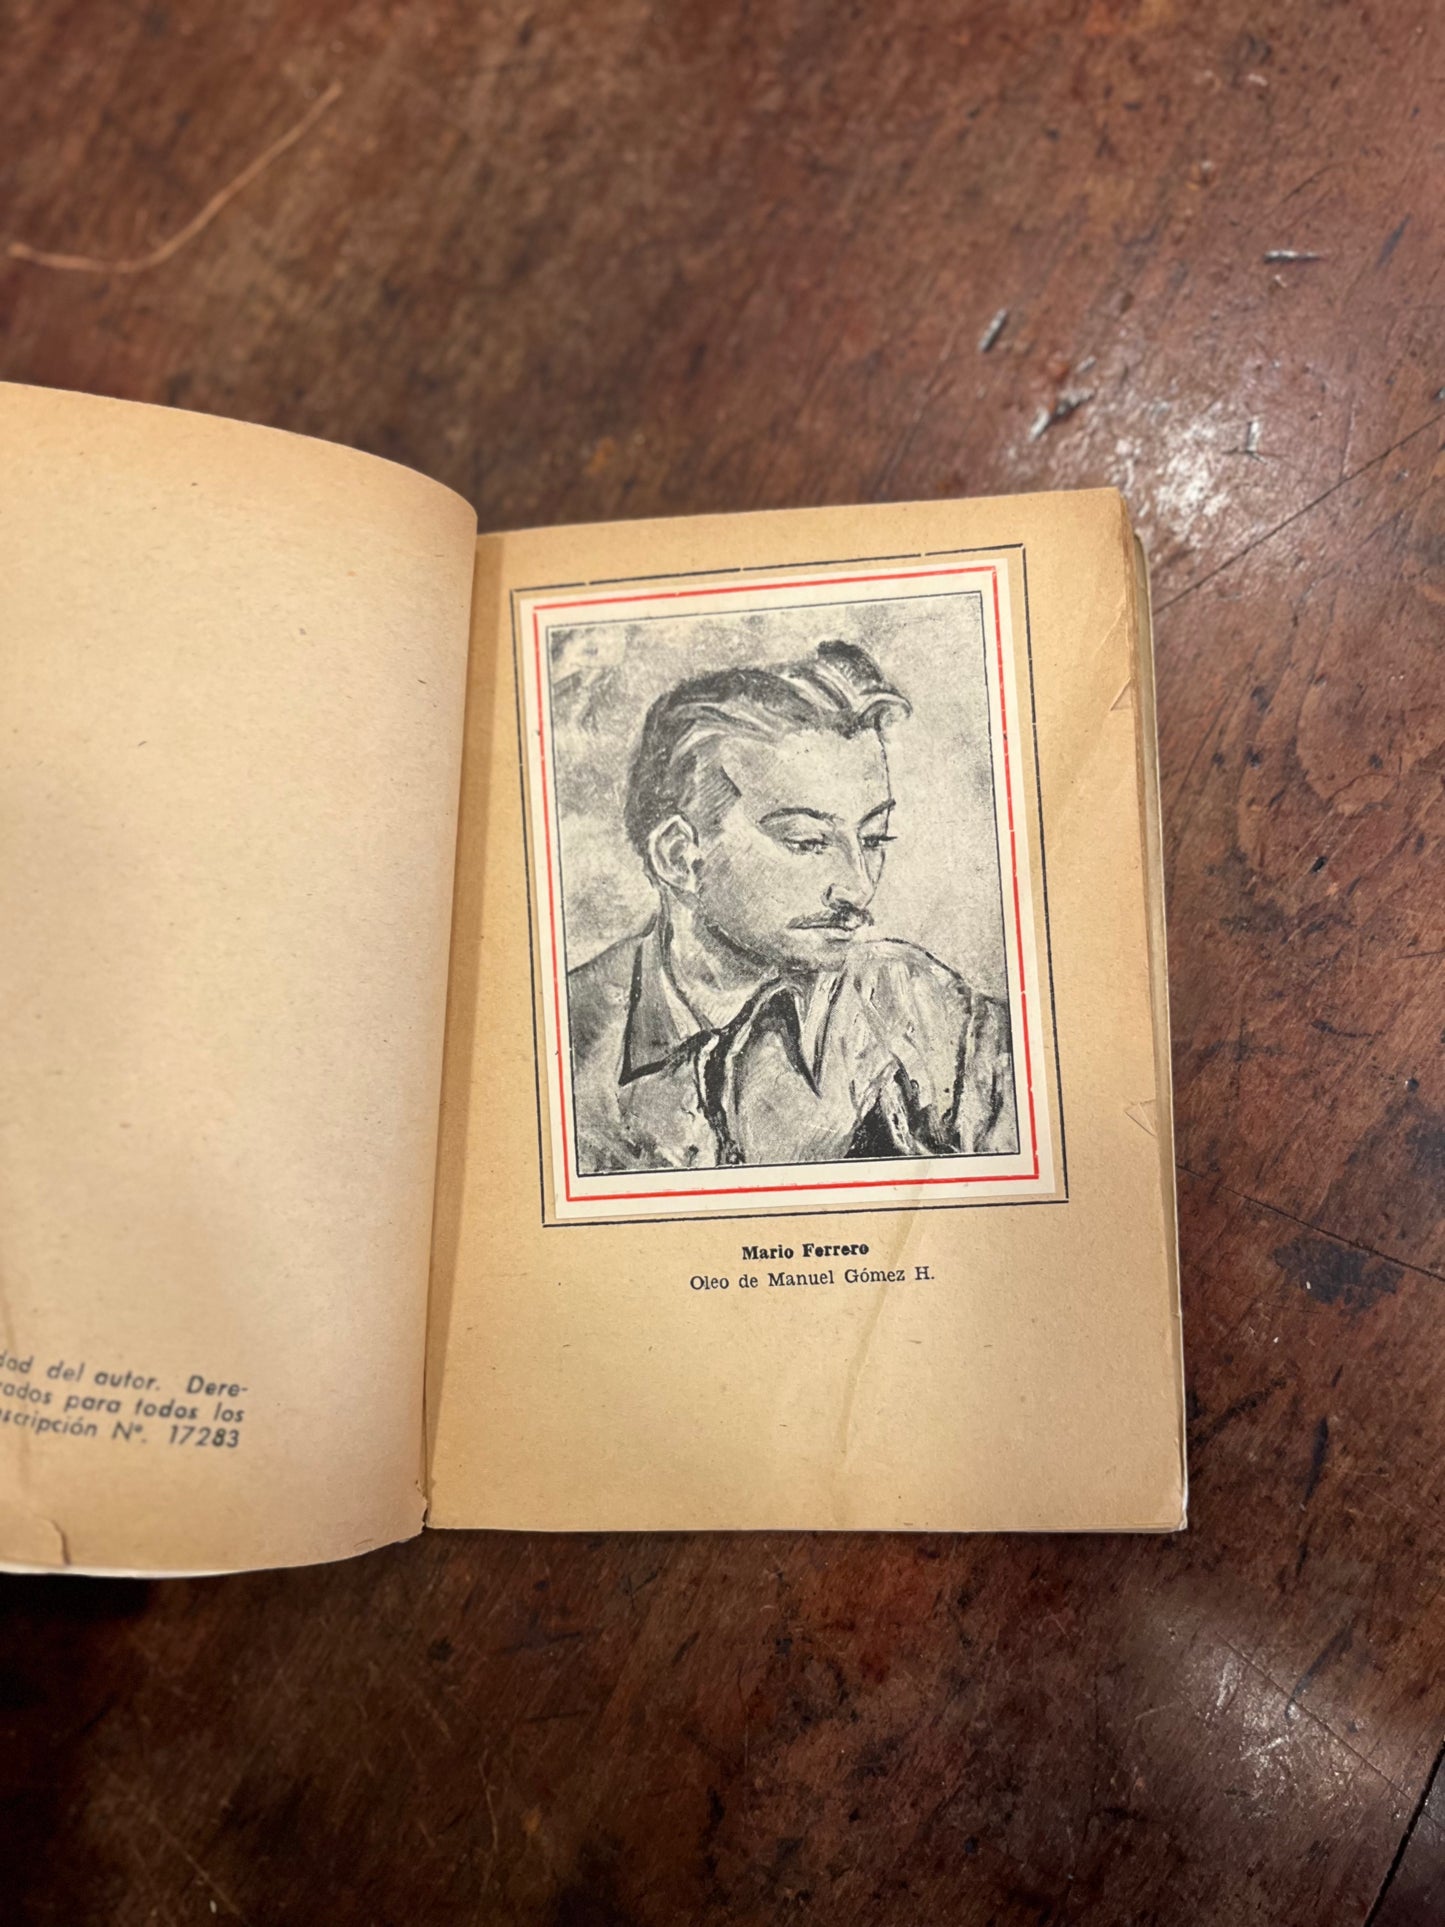 dad del autor. Dere-
rados para todos los
scripción Nº. 17283
Mario Ferrero
Oleo de Manuel Gómez H.